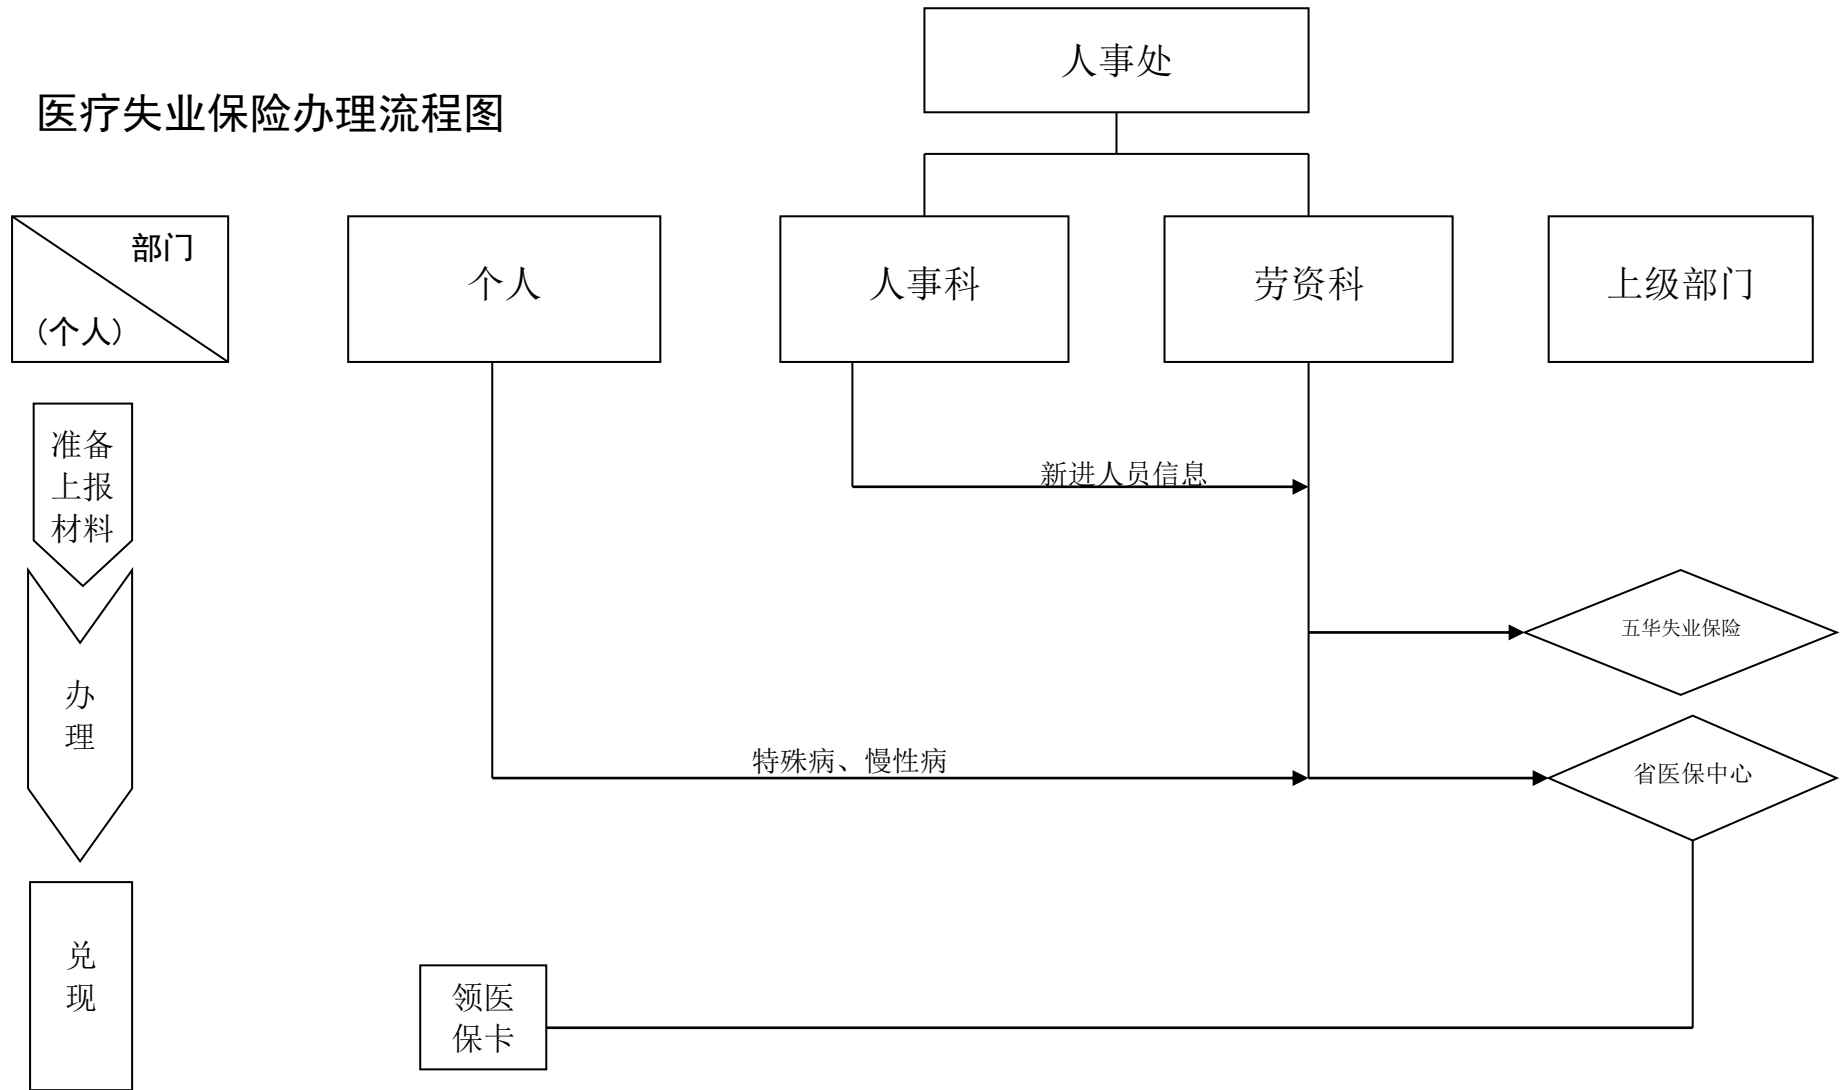 人事处
医疗失业保险办理流程图
部门
(个人)
个人
人事科
劳资科
上级部门
准备
上报
材料
新进人员信息
五华失业保险
办
理
特殊病、慢性病
省医保中心
兑
现
领医
保卡